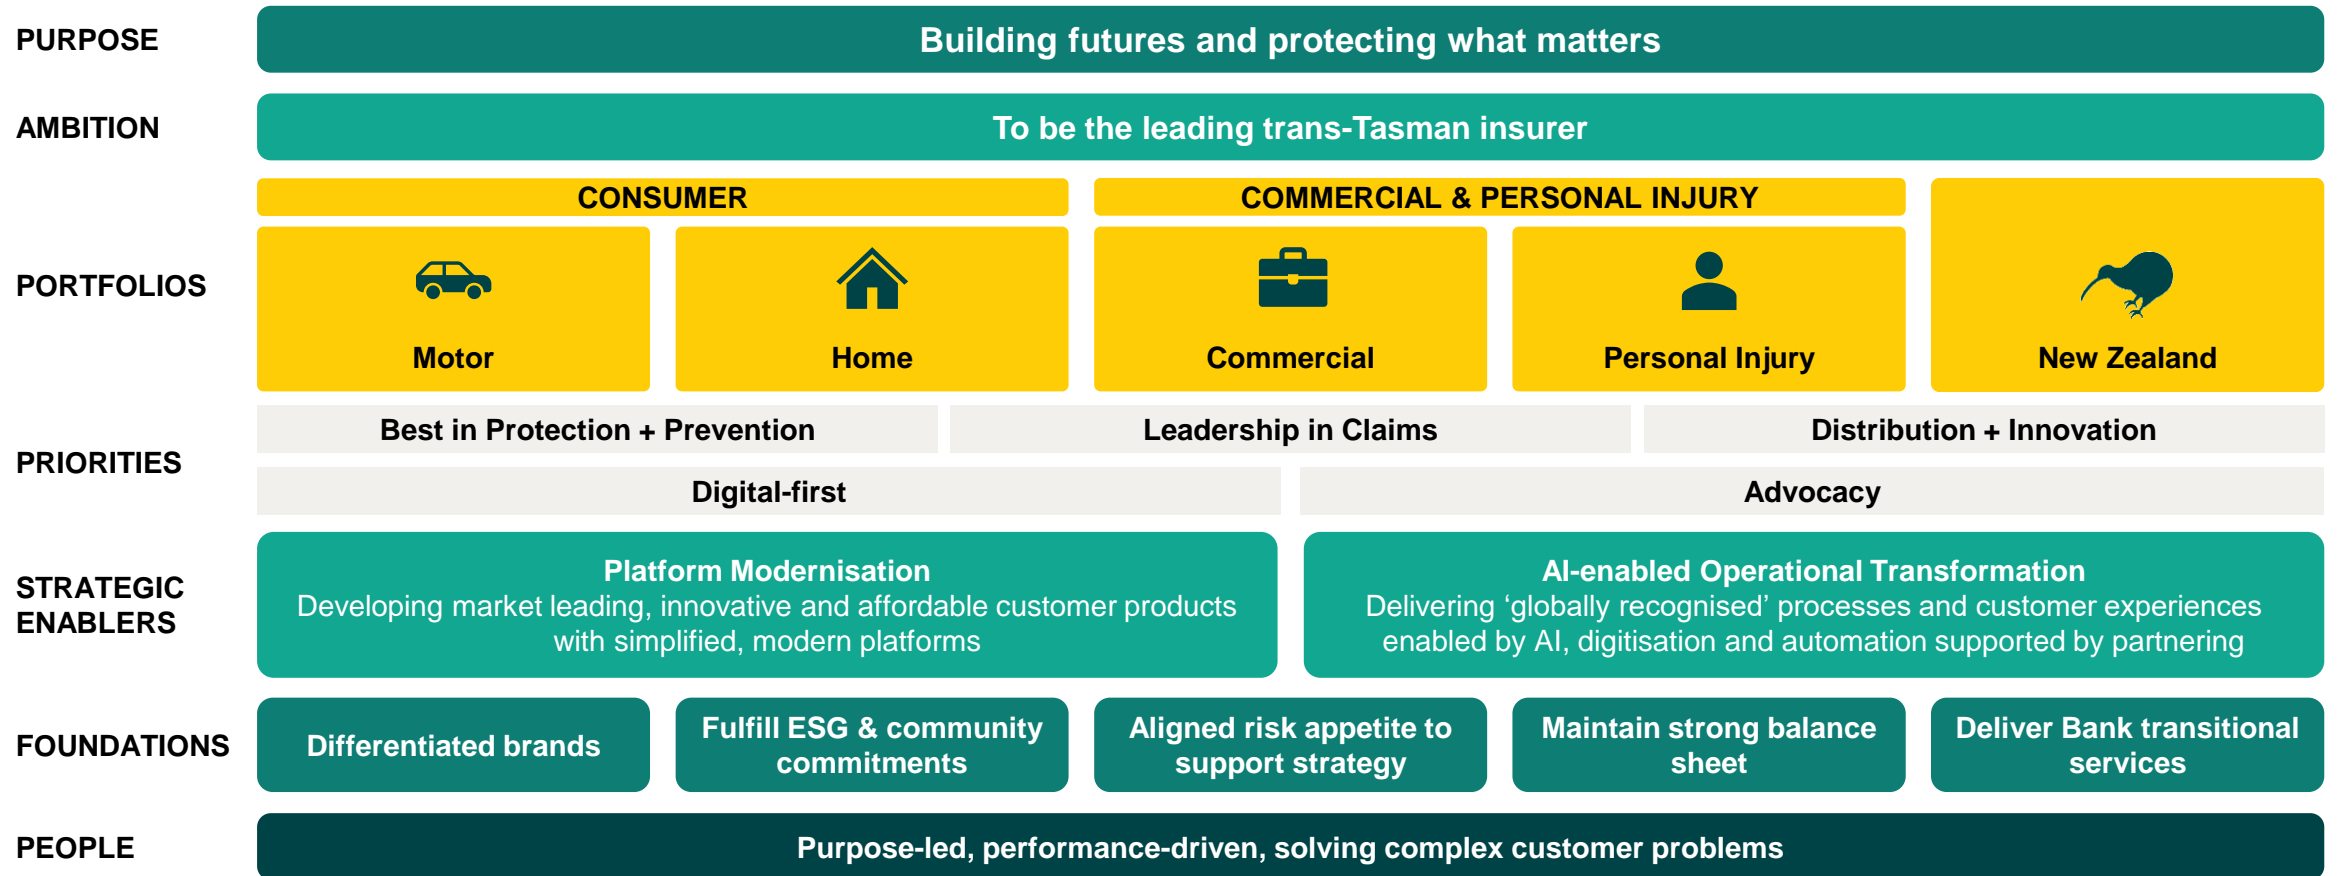 PURPOSE
Building futures and protecting what matters
AMBITION
To be the leading trans-Tasman insurer
PORTFOLIOS
CONSUMER
COMMERCIAL & PERSONAL INJURY
Motor
Home
Commercial
Personal Injury
New Zealand
PRIORITIES
Best in Protection + Prevention
Leadership in Claims
Distribution + Innovation
Digital-first
Advocacy
STRATEGIC
ENABLERS
Platform Modernisation
Developing market leading, innovative and affordable customer products
with simplified, modern platforms
AI-enabled Operational Transformation
Delivering ‘globally recognised’ processes and customer experiences
enabled by AI, digitisation and automation supported by partnering
FOUNDATIONS
Differentiated brands
Fulfill ESG & community
commitments
Aligned risk appetite to
support strategy
Maintain strong balance
sheet
Deliver Bank transitional
services
PEOPLE
Purpose-led, performance-driven, solving complex customer problems